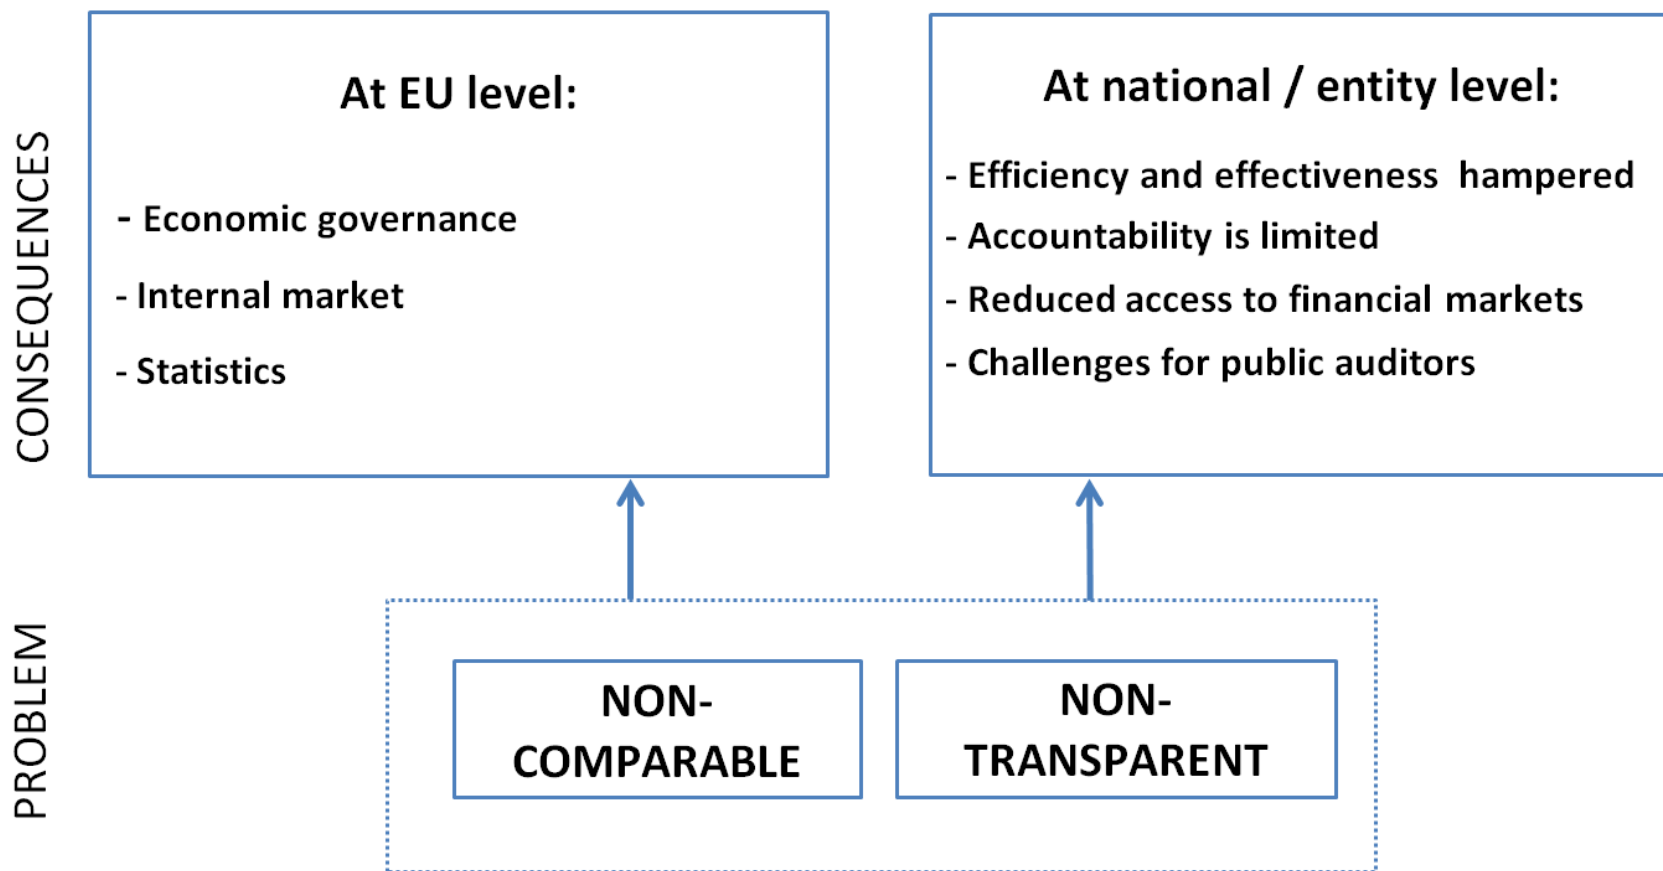 CONSEQUENCES
At EU level:
- Economic governance
- Internal market
- Statistics
At national / entity level:
- Efficiency and effectiveness  hampered
- Accountability is limited
- Reduced access to financial markets
- Challenges for public auditors
PROBLEM
NON-
COMPARABLE
NON-
TRANSPARENT